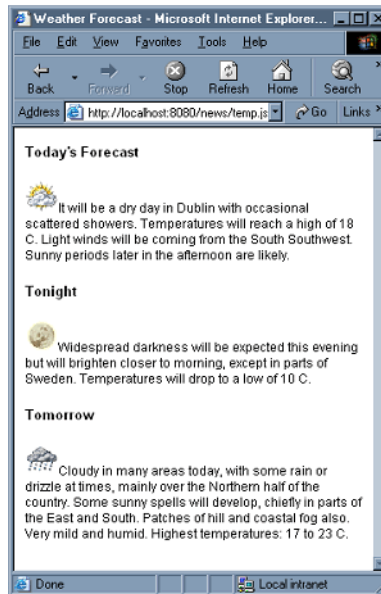 Weather Forecast - Microsoft Internet Explorer...
File Edit View Favorites Tools Help
Back Forward Stop Refresh Home Search
Address http://localhost:8080/news/temp.js Go Links
Today's Forecast
It will be a dry day in Dublin with occasional
scattered showers. Temperatures will reach a high of 18
C. Light winds will be coming from the South Southwest.
Sunny periods later in the afternoon are likely.
Tonight
Widespread darkness will be expected this evening
but will brighten closer to morning, except in parts of
Sweden. Temperatures will drop to a low of 10 C.
Tomorrow
Cloudy in many areas today, with some rain or
drizzle at times, mainly over the Northern half of the
country. Some sunny spells will develop, chiefly in parts of
the East and South. Patches of hill and coastal fog also.
Very mild and humid. Highest temperatures: 17 to 23 C.
Done Local intranet